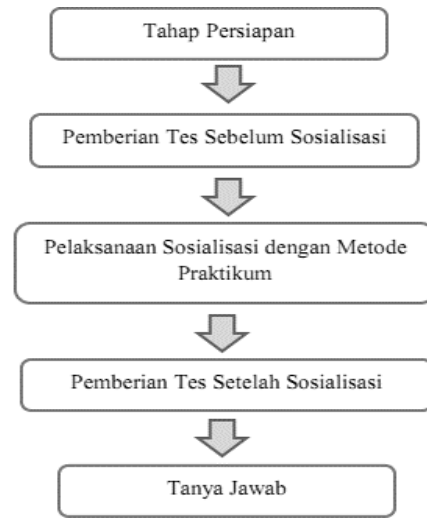 Tahap Persiapan
Pemberian Tes Sebelum Sosialisasi
Pelaksanaan Sosialisasi dengan Metode
Praktikum
Pemberian Tes Setelah Sosialisasi
Tanya Jawab